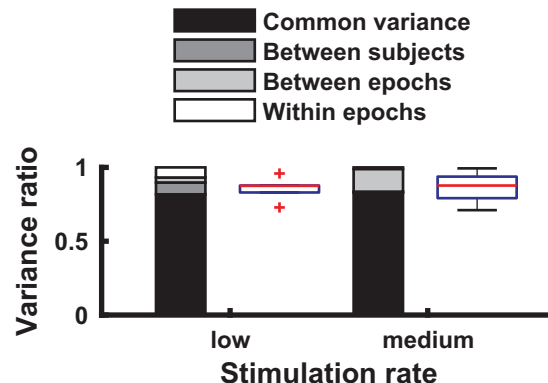 Common variance
Between subjects
Between epochs
Within epochs
Variance ratio
1
0.5
0
low
medium
Stimulation rate